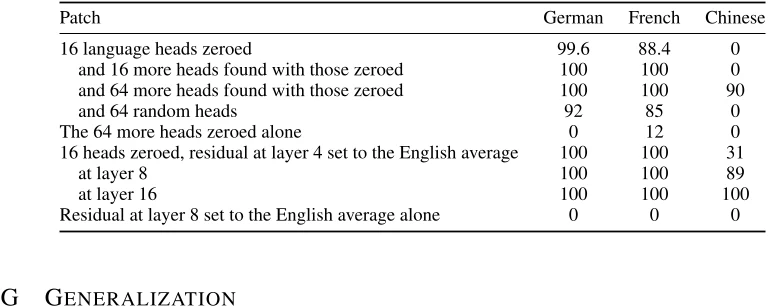 Patch German French Chinese
16 language heads zeroed 99.6 88.4 0
and 16 more heads found with those zeroed 100 100 0
and 64 more heads found with those zeroed 100 100 90
and 64 random heads 92 85 0
The 64 more heads zeroed alone 0 12 0
16 heads zeroed, residual at layer 4 set to the English average 100 100 31
at layer 8 100 100 89
at layer 16 100 100 100
Residual at layer 8 set to the English average alone 0 0 0
G GENERALIZATION